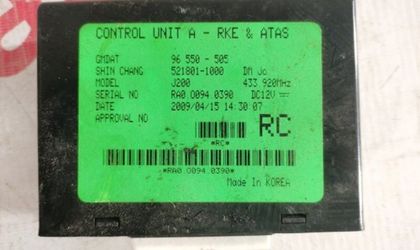 CONTROL UNIT A - RKE & ATAS
GMDAT 96 550 - 505
SHIN CHANG 521801-1000 DM Jo
MODEL J200 433.920MHz
SERIAL NO RA0.0094.0390 DC12V
DATE 2009/04/15 14:30:07
APPROVAL NO
RC
*RC*
*RA0.0094.0390*
Made In KOREA